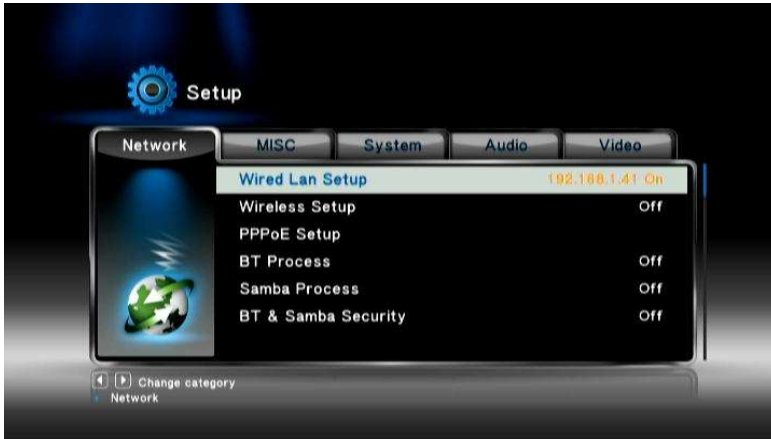 Setup
Network MISC System Audio Video
Wired Lan Setup 192.168.1.41 On
Wireless Setup Off
PPPoE Setup
BT Process Off
Samba Process Off
BT & Samba Security Off
Change category
Network